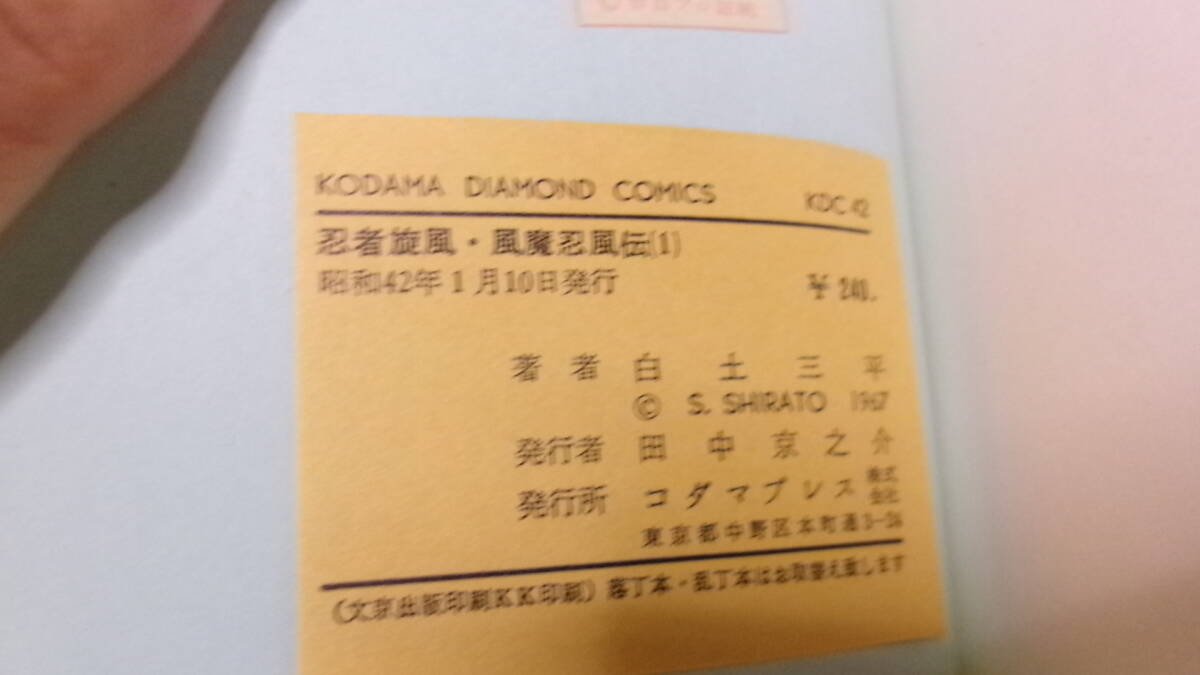 KODAMA DIAMOND COMICS KDC 42
忍者旋風・風魔忍風伝(1)
昭和42年1月10日発行 ¥240.
著者 白土三平
© S. SHIRATO 1967
発行者 田中京之介
発行所 コダマプレス 株式会社
東京都中野区本町通3-26
(文京出版印刷KK印刷) 落丁本・乱丁本はお取替え致します